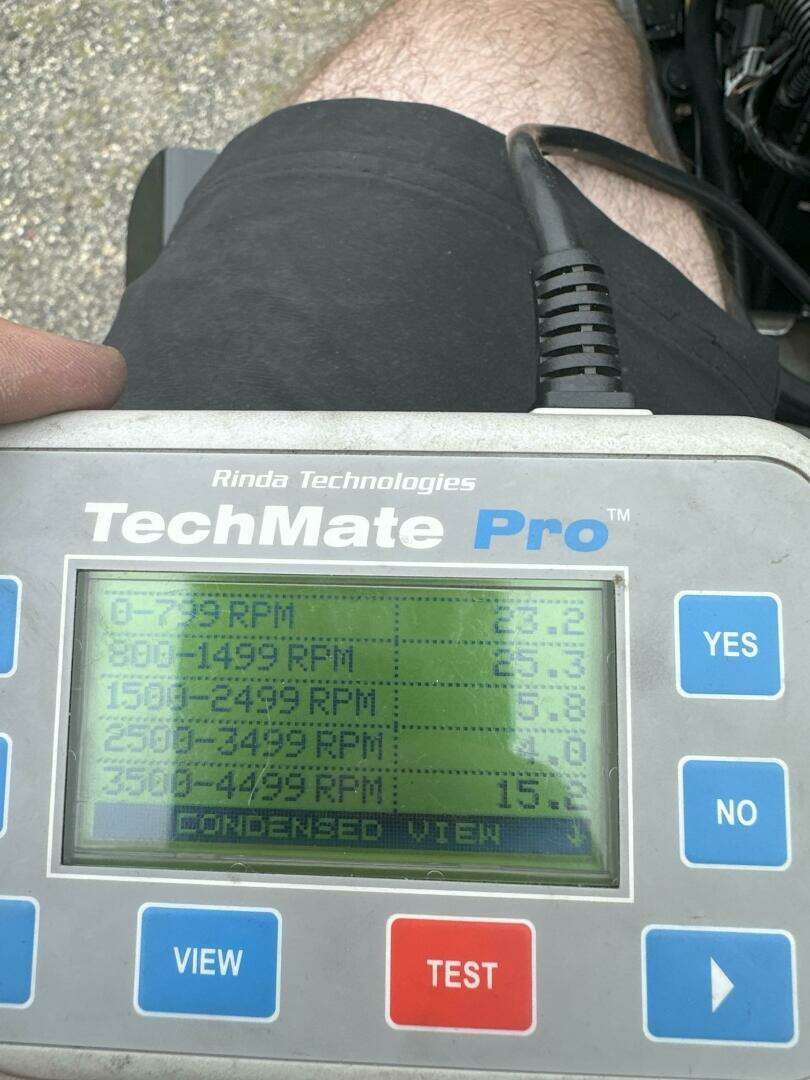 Rinda Technologies
TechMate Pro™
0-799 RPM 23.2
800-1499 RPM 25.3
1500-2499 RPM 5.8
2500-3499 RPM 4.0
3500-4499 RPM 15.2
CONDENSED VIEW ↓
YES
NO
VIEW
TEST